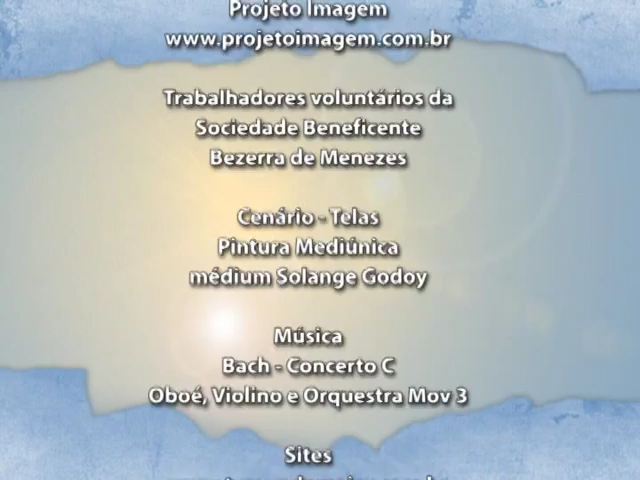 Projeto Imagem
www.projetoimagem.com.br
Trabalhadores voluntários da
Sociedade Beneficente
Bezerra de Menezes
Cenário - Telas
Pintura Mediúnica
médium Solange Godoy
Música
Bach - Concerto C
Oboé, Violino e Orquestra Mov 3
Sites